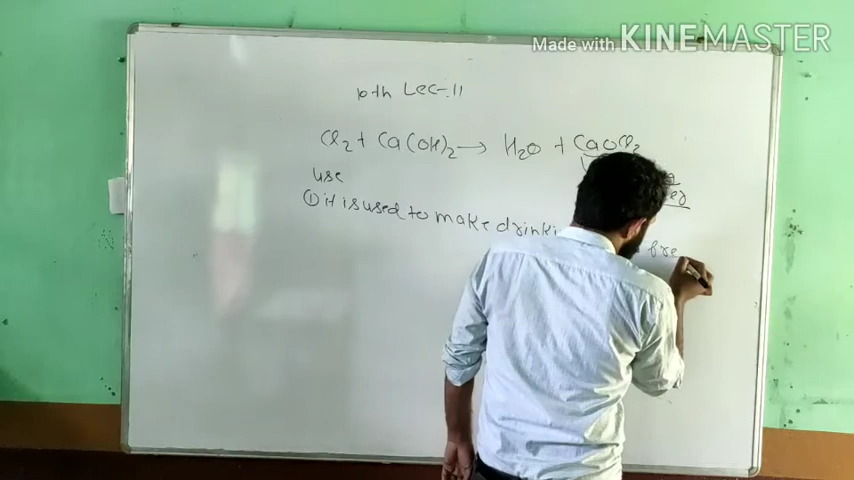 Made with KINEMASTER
10th Lec-11
Cl₂ + Ca(OH)₂ → H₂O + CaOCl₂
use
① it is used to make drinki
fre